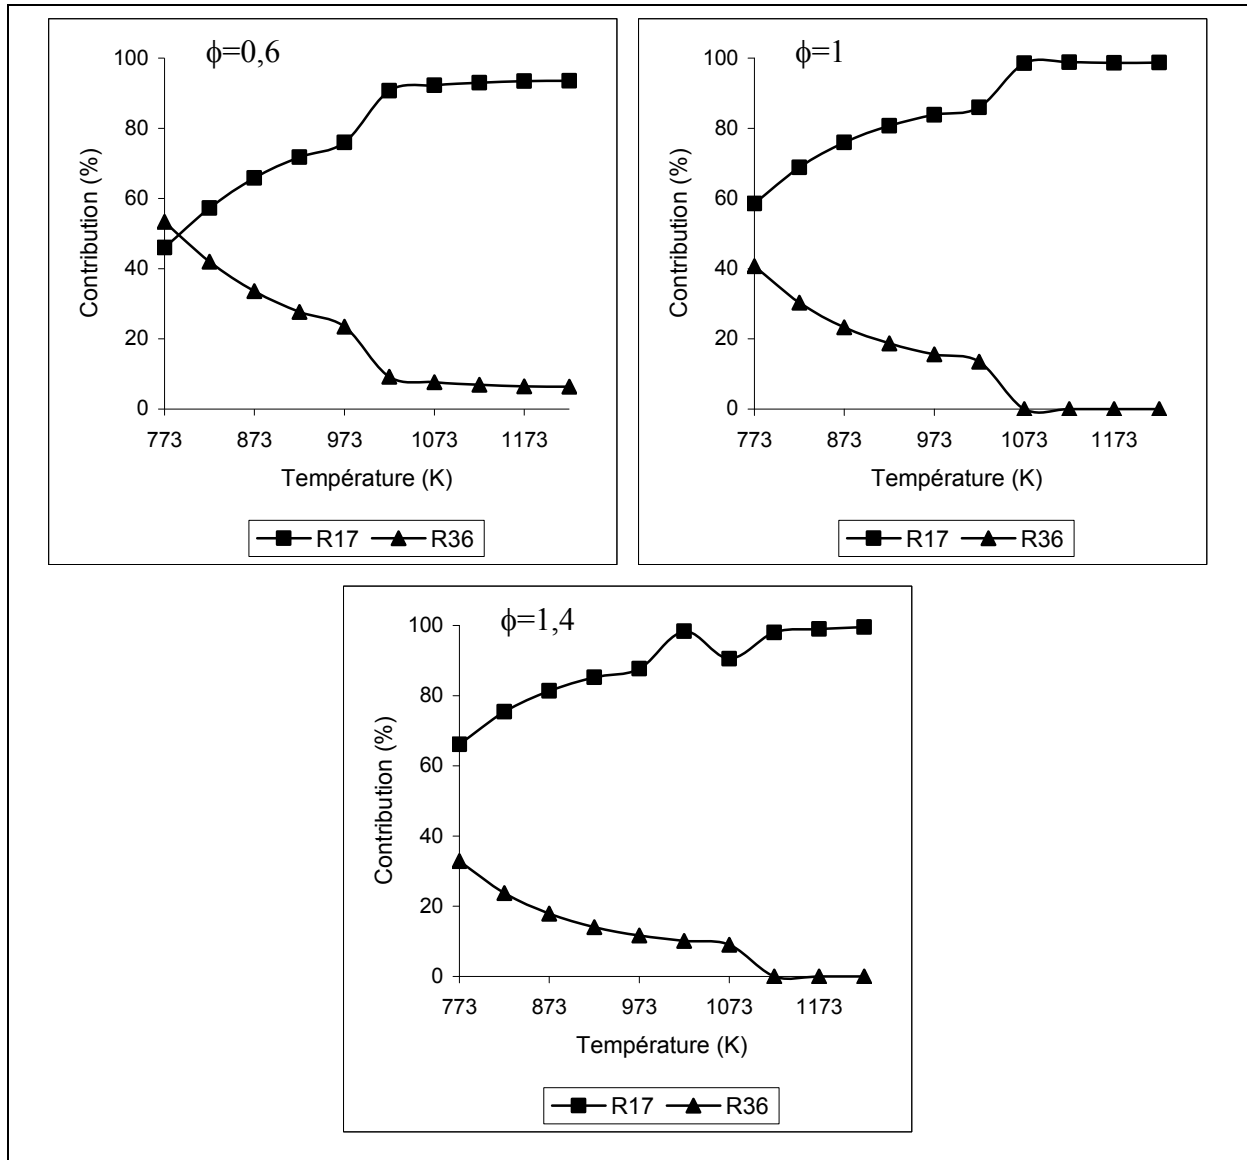 ϕ=0,6
Contribution (%)
100
80
60
40
20
0
773 873 973 1073 1173
Température (K)
R17 R36
ϕ=1
Contribution (%)
100
80
60
40
20
0
773 873 973 1073 1173
Température (K)
R17 R36
ϕ=1,4
Contribution (%)
100
80
60
40
20
0
773 873 973 1073 1173
Température (K)
R17 R36